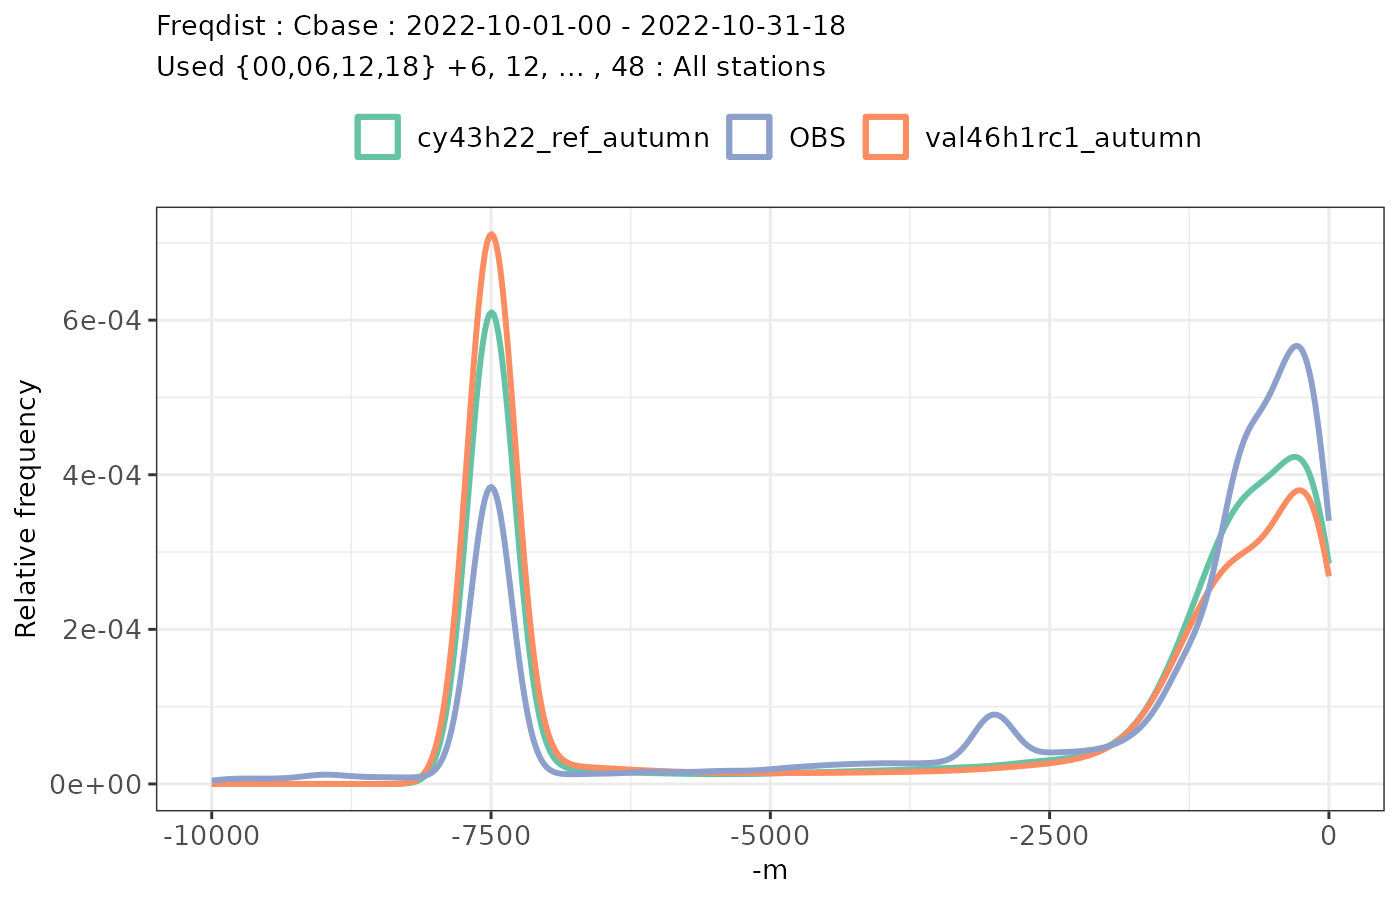 Freqdist : Cbase : 2022-10-01-00 - 2022-10-31-18
Used {00,06,12,18} +6, 12, ... , 48 : All stations
cy43h22_ref_autumn OBS val46h1rc1_autumn
Relative frequency
6e-04
4e-04
2e-04
0e+00
-10000 -7500 -5000 -2500 0
-m